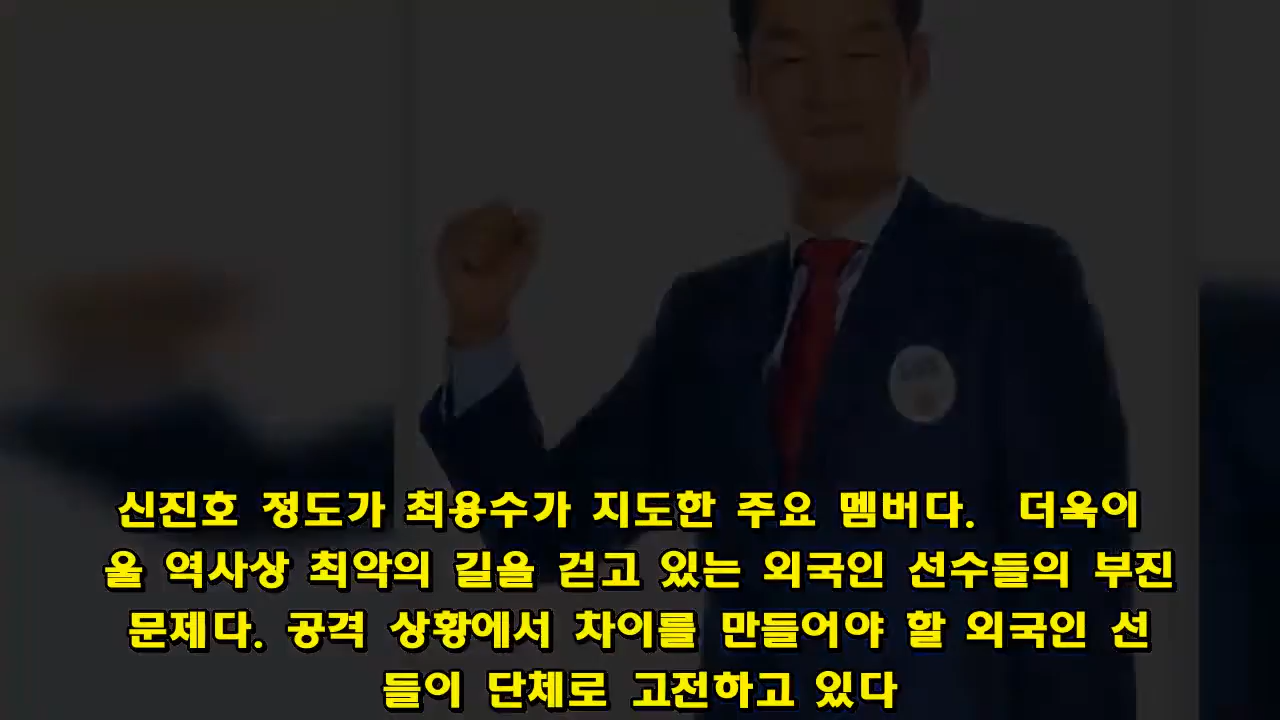 신진호 정도가 최용수가 지도한 주요 멤버다. 더욱이
울 역사상 최악의 길을 걷고 있는 외국인 선수들의 부진
문제다. 공격 상황에서 차이를 만들어야 할 외국인 선
들이 단체로 고전하고 있다